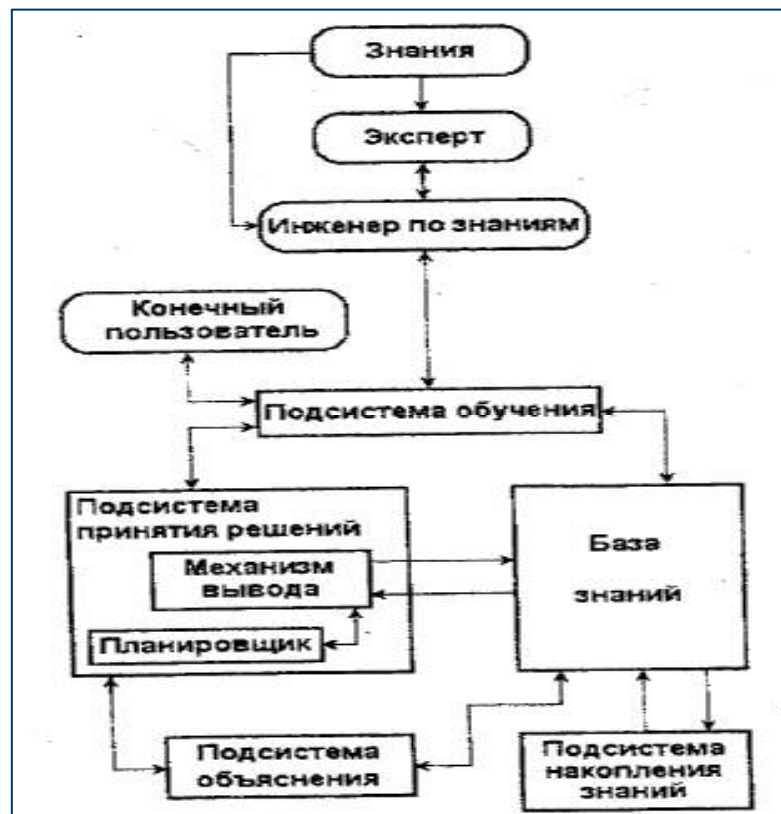 Знания
Эксперт
Инженер по знаниям
Конечный
пользователь
Подсистема обучения
Подсистема
принятия решений
Механизм
вывода
Планировщик
База
знаний
Подсистема
объяснения
Подсистема
накопления
знаний